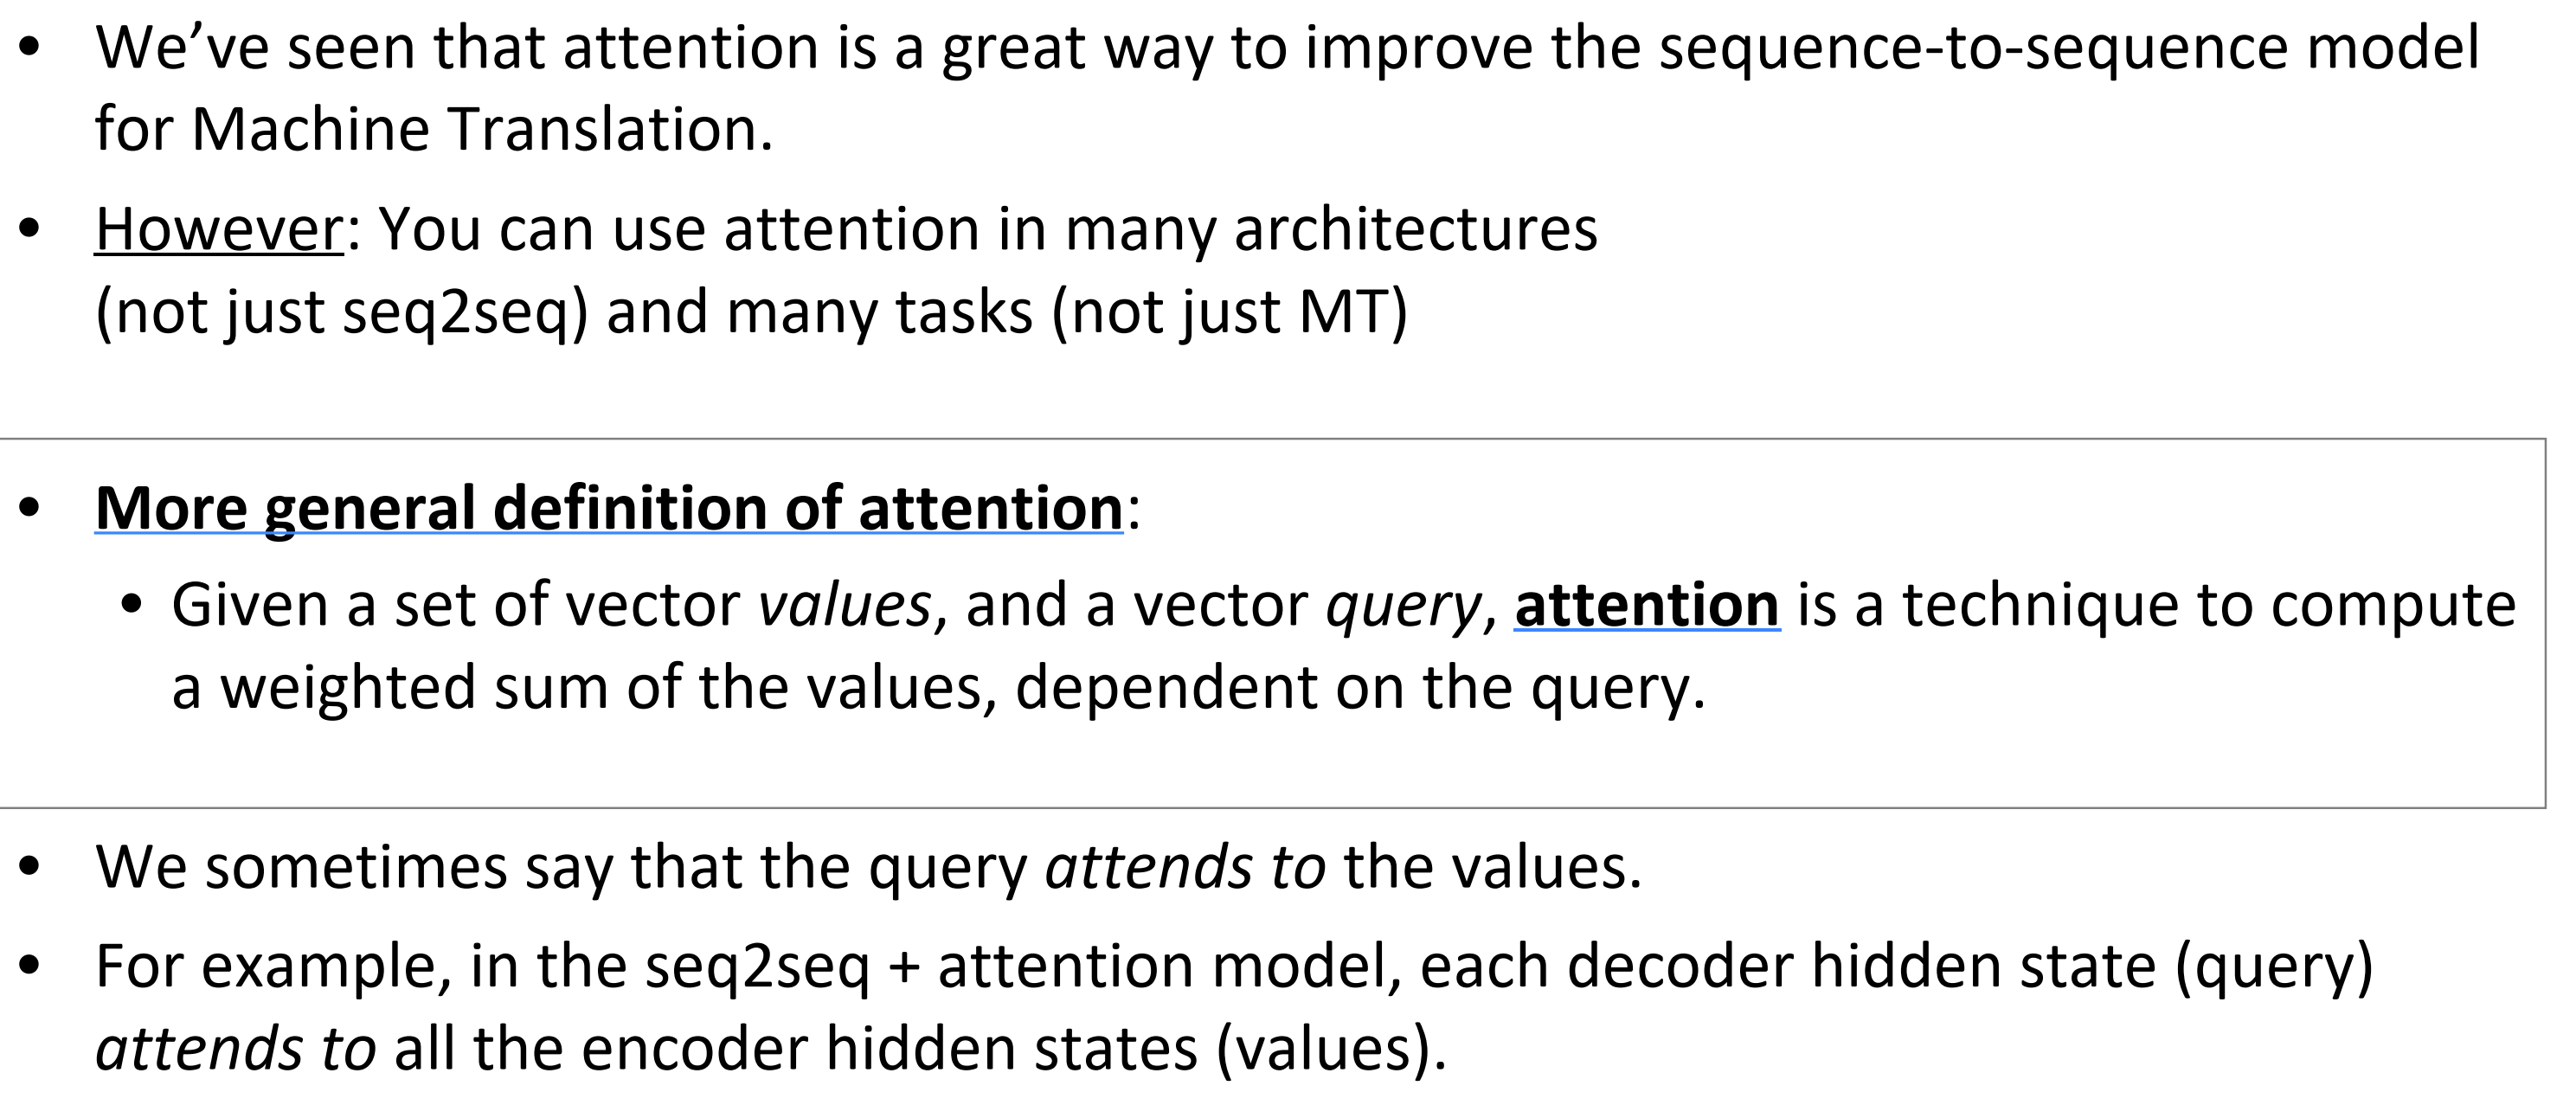 • We’ve seen that attention is a great way to improve the sequence-to-sequence model
for Machine Translation.
• However: You can use attention in many architectures
(not just seq2seq) and many tasks (not just MT)
• More general definition of attention:
• Given a set of vector values, and a vector query, attention is a technique to compute
a weighted sum of the values, dependent on the query.
• We sometimes say that the query attends to the values.
• For example, in the seq2seq + attention model, each decoder hidden state (query)
attends to all the encoder hidden states (values).